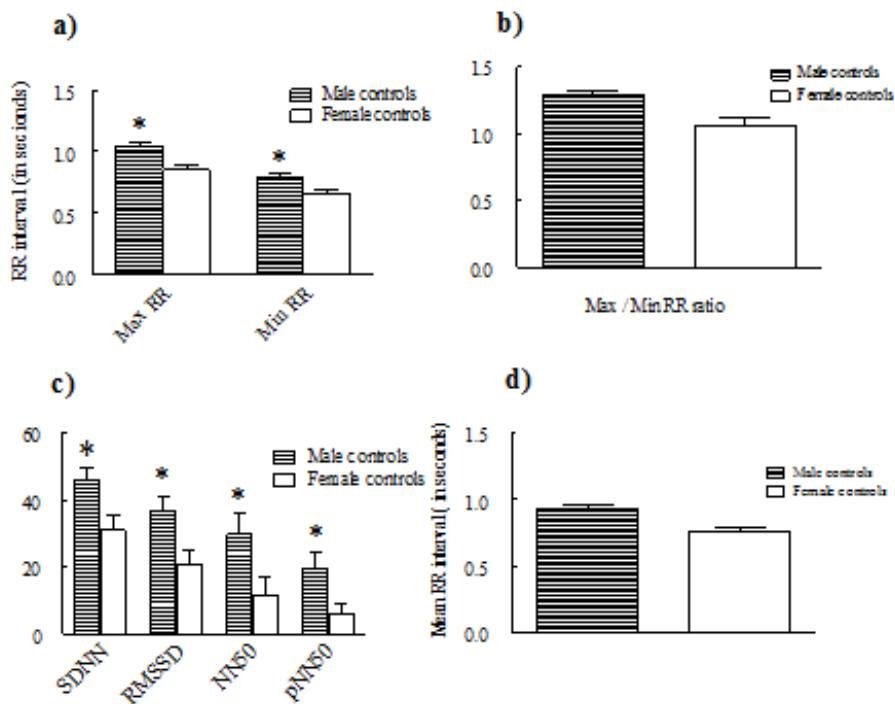 a)
RR interval (in seconds)
1.5
1.0
0.5
0.0
*
*
Male controls
Female controls
Max RR
Min RR
b)
1.5
1.0
0.5
0.0
Male controls
Female controls
Max / Min RR ratio
c)
60
40
20
0
*
*
*
*
Male controls
Female controls
SDNN
RMSSD
NN50
pNN50
d)
Mean RR interval ( in seconds)
1.5
1.0
0.5
0.0
Male controls
Female controls